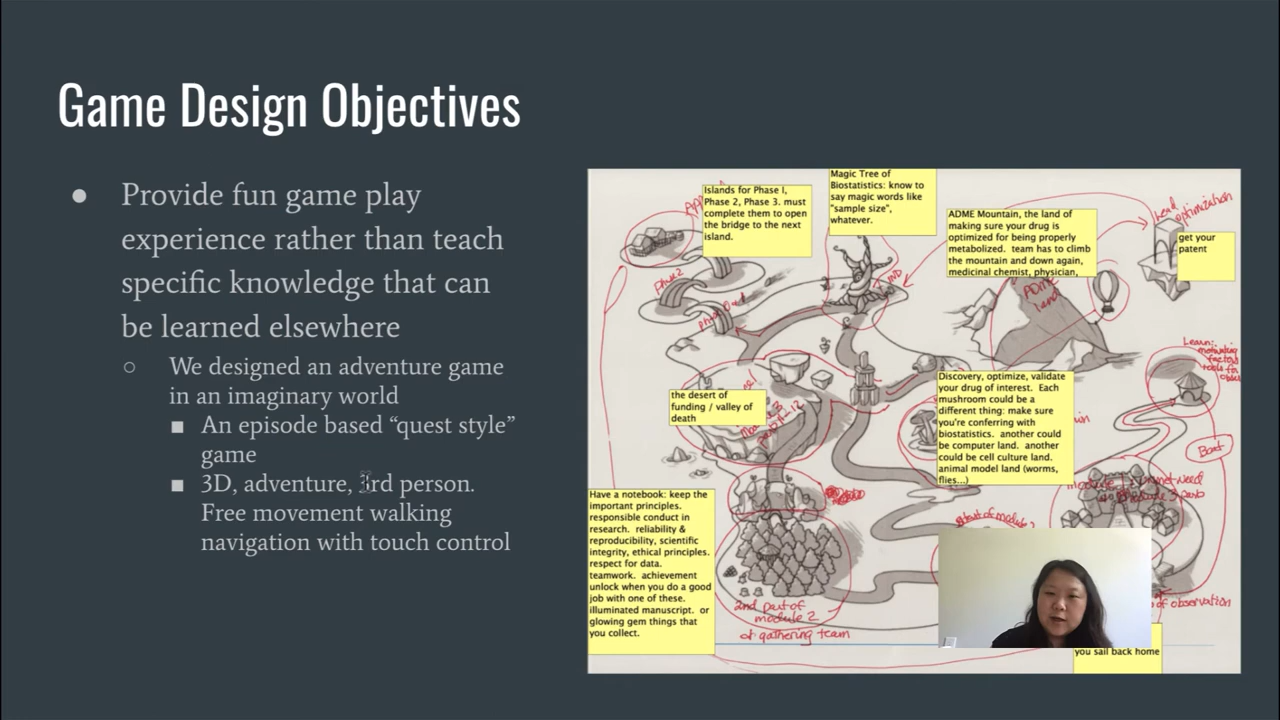 Game Design Objectives
● Provide fun game play
experience rather than teach
specific knowledge that can
be learned elsewhere
○ We designed an adventure game
in an imaginary world
■ An episode based “quest style”
game
■ 3D, adventure, 3rd person.
Free movement walking
navigation with touch control
Islands for Phase I,
Phase 2, Phase 3. must
complete them to open
the bridge to the next
island.
Magic Tree of
Biostatistics: know to
say magic words like
"sample size",
whatever.
ADME Mountain, the land of
making sure your drug is
optimized for being properly
metabolized. team has to climb
the mountain and down again,
medicinal chemist, physician,
Lead
optimization
get your
patent
Phase 2
ADME
land
the desert of
funding / valley of
death
Discovery, optimize, validate
your drug of interest. Each
mushroom could be a
different thing: make sure
you're conferring with
biostatistics. another could
be computer land. another
could be cell culture land.
animal model land (worms,
flies...)
Learn:
Boat
Have a notebook: keep the
important principles.
responsible conduct in
research. reliability &
reproducibility, scientific
integrity, ethical principles.
respect for data.
teamwork. achievement
unlock when you do a good
job with one of these.
illuminated manuscript. or
glowing gem things that
you collect.
2nd part of
module 2
of gathering team
of observation
you sail back home